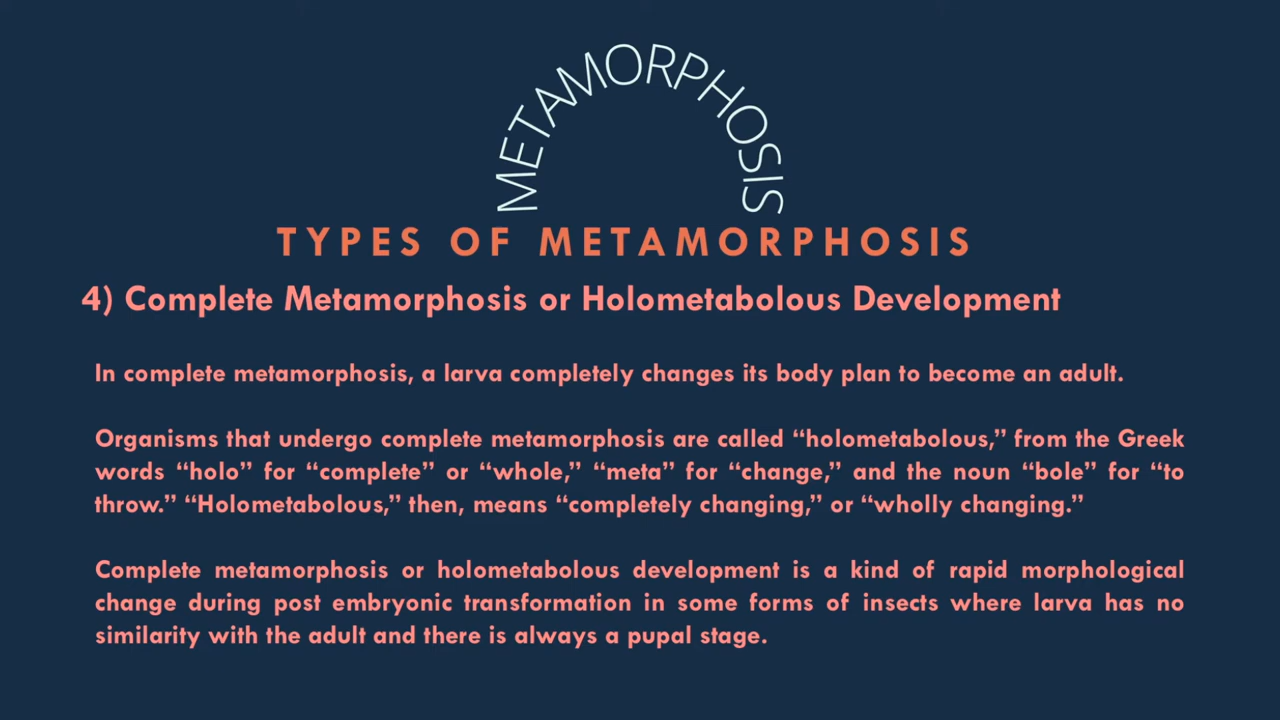 METAMORPHOSIS
TYPES OF METAMORPHOSIS
4) Complete Metamorphosis or Holometabolous Development
In complete metamorphosis, a larva completely changes its body plan to become an adult.
Organisms that undergo complete metamorphosis are called “holometabolous,” from the Greek
words “holo” for “complete” or “whole,” “meta” for “change,” and the noun “bole” for “to
throw.” “Holometabolous,” then, means “completely changing,” or “wholly changing.”
Complete metamorphosis or holometabolous development is a kind of rapid morphological
change during post embryonic transformation in some forms of insects where larva has no
similarity with the adult and there is always a pupal stage.